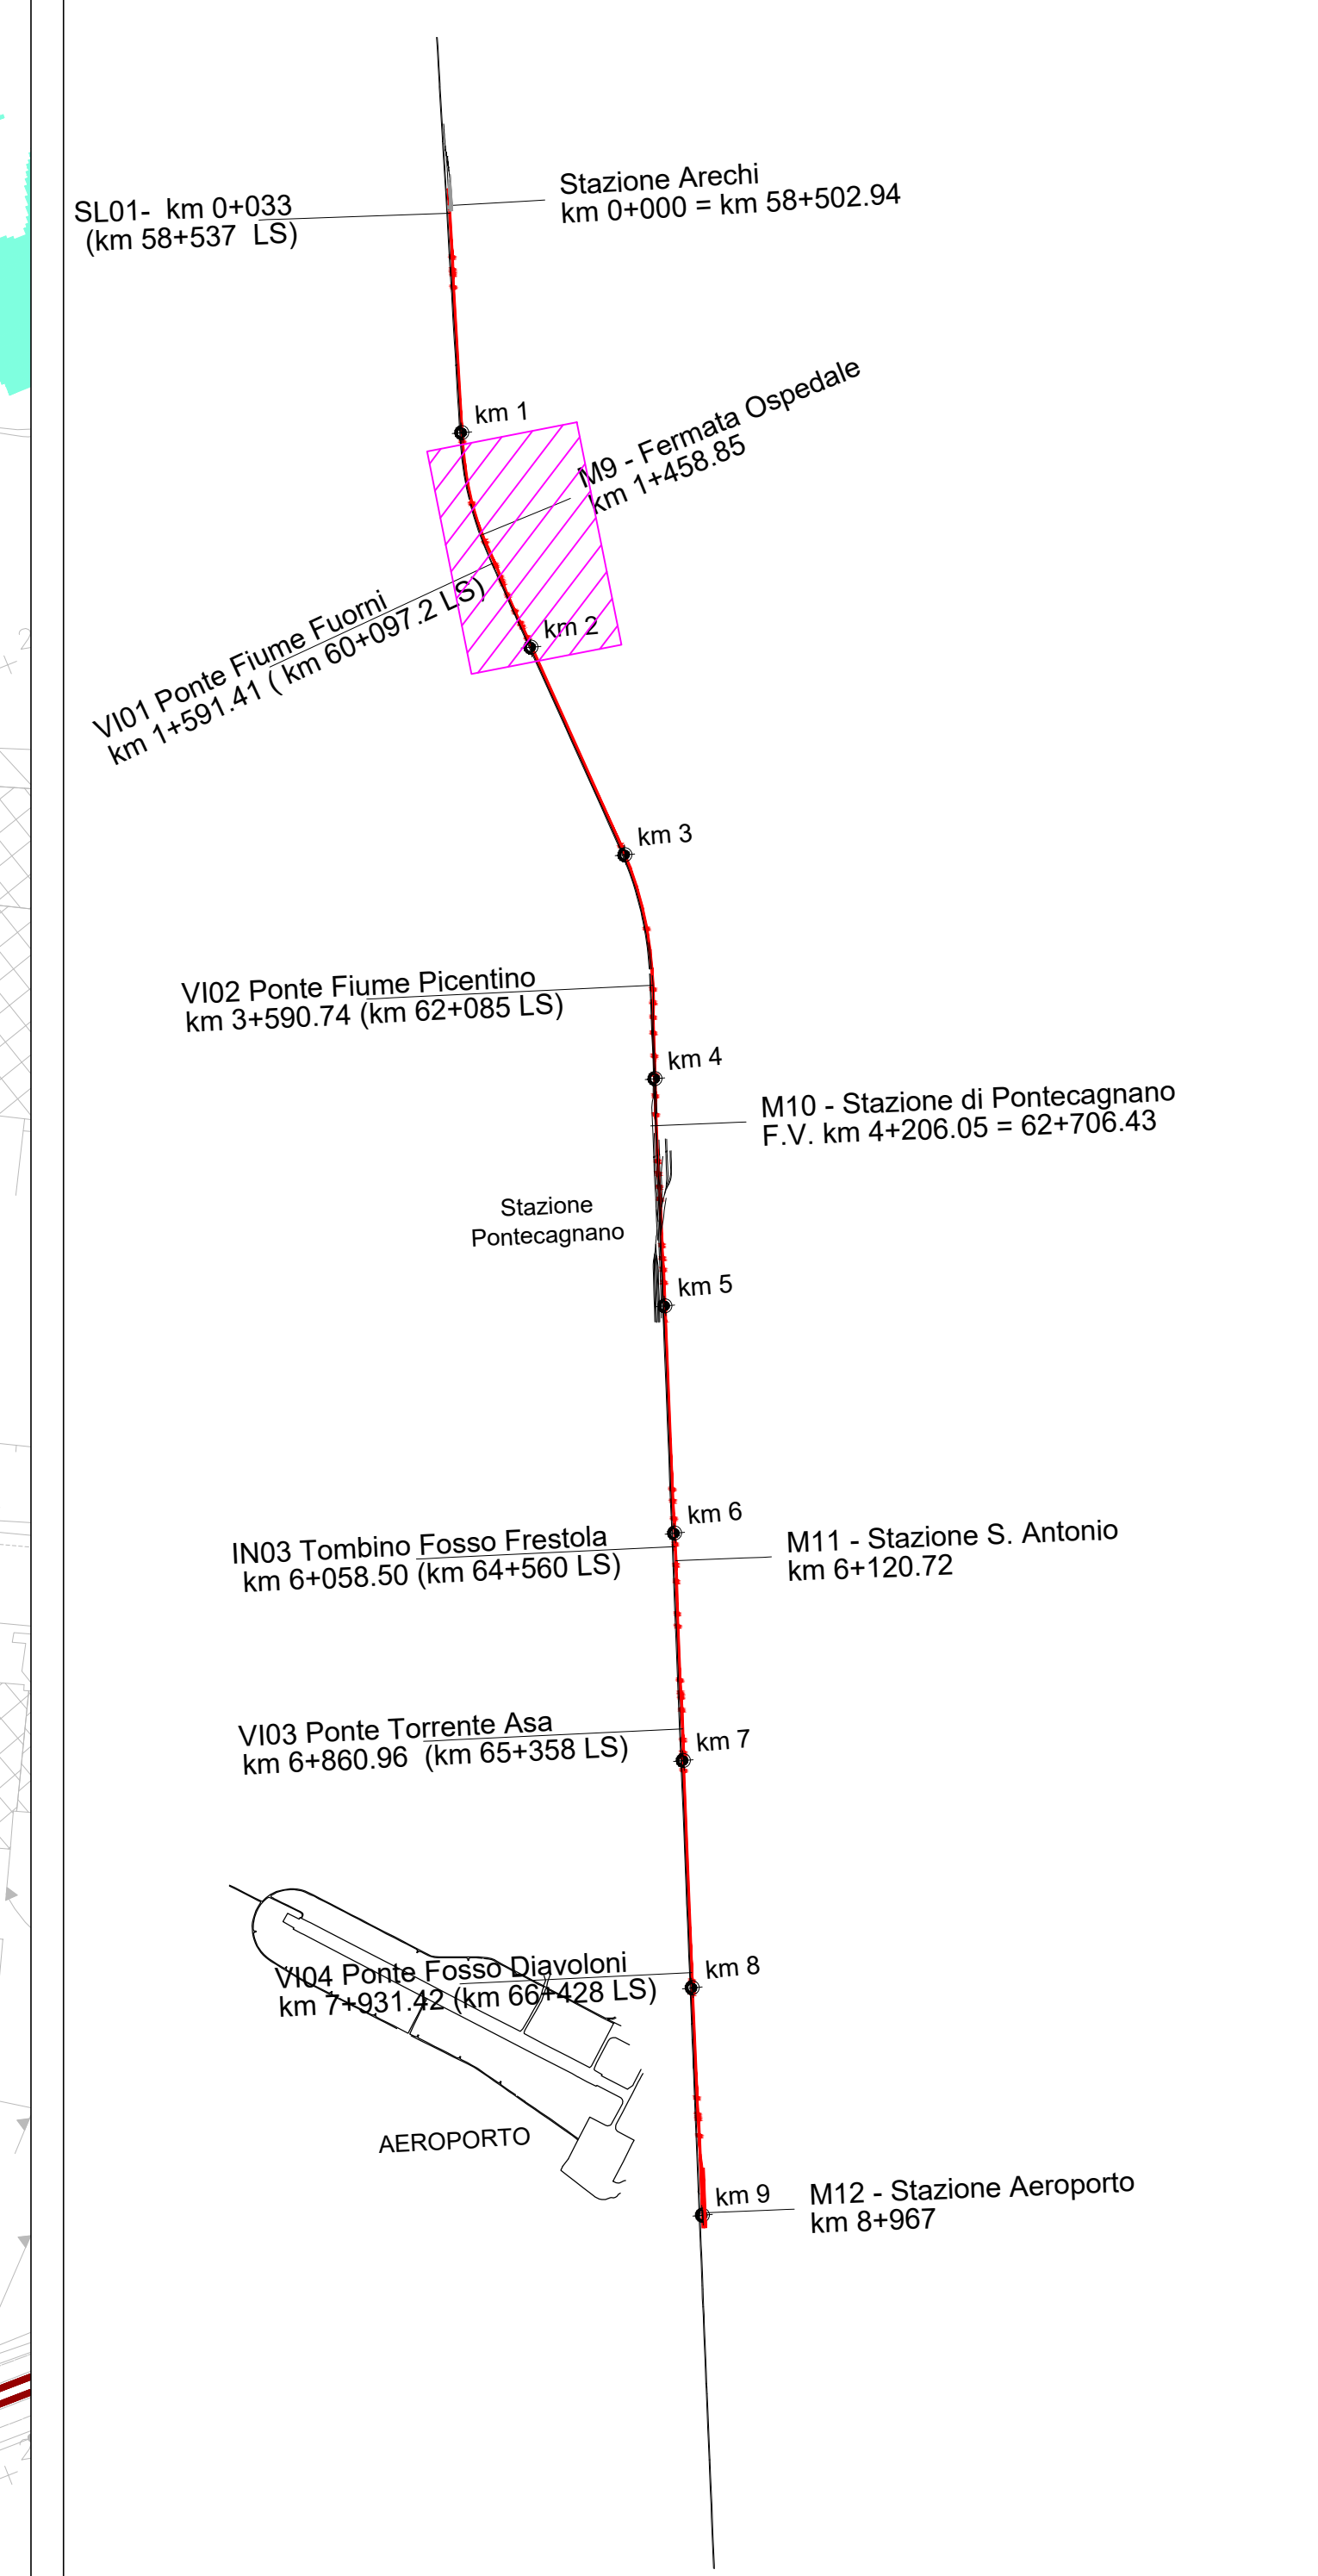 Stazione Arechi
km 0+000 = km 58+502.94
SL01- km 0+033
(km 58+537 LS)
km 1
M9 - Fermata Ospedale
km 1+458.85
VI01 Ponte Fiume Fuorni
km 1+591.41 ( km 60+097.2 LS)
km 2
km 3
VI02 Ponte Fiume Picentino
km 3+590.74 (km 62+085 LS)
km 4
M10 - Stazione di Pontecagnano
F.V. km 4+206.05 = 62+706.43
Stazione
Pontecagnano
km 5
km 6
IN03 Tombino Fosso Frestola
km 6+058.50 (km 64+560 LS)
M11 - Stazione S. Antonio
km 6+120.72
VI03 Ponte Torrente Asa
km 6+860.96 (km 65+358 LS)
km 7
VI04 Ponte Fosso Diavoloni
km 7+931.42 (km 66+428 LS)
km 8
AEROPORTO
km 9
M12 - Stazione Aeroporto
km 8+967